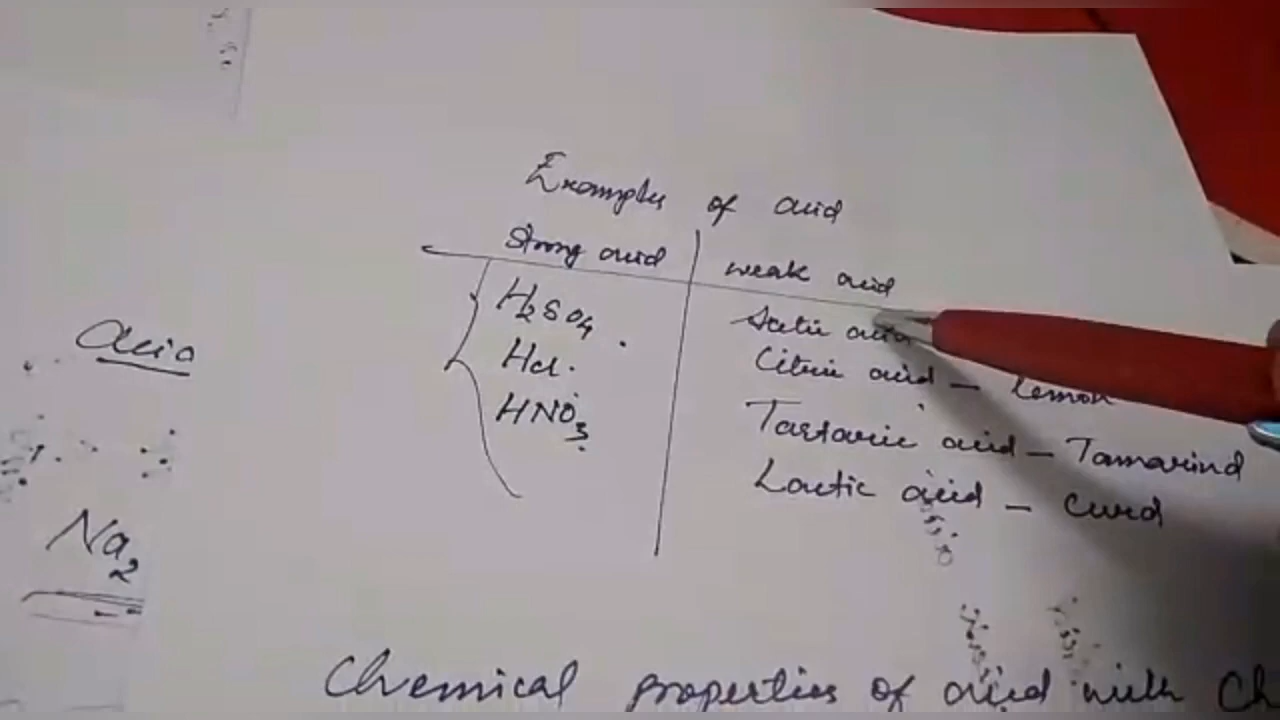 Examples of acid
strong acid weak acid
H2SO4 . Acetic acid
HCl. Citric acid - Lemon
HNO3 Tartaric acid - Tamarind
Lactic acid - Curd
acid
Na2
Chemical properties of acid with Ch